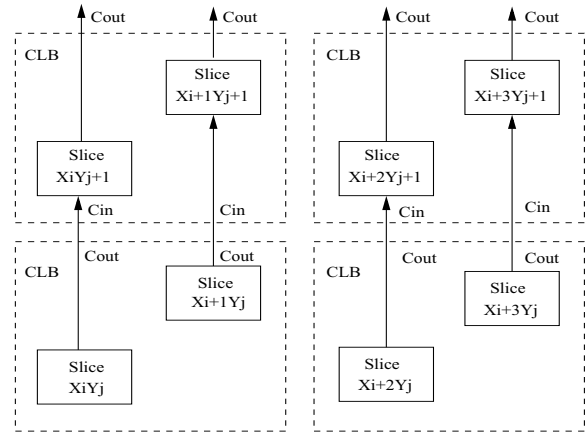 Cout
Cout
Cout
Cout
CLB
Slice
Xi+1Yj+1
Slice
XiYj+1
CLB
Slice
Xi+3Yj+1
Slice
Xi+2Yj+1
Cin
Cin
Cin
Cin
CLB
Cout
Cout
Slice
Xi+1Yj
Slice
XiYj
CLB
Cout
Cout
Slice
Xi+3Yj
Slice
Xi+2Yj